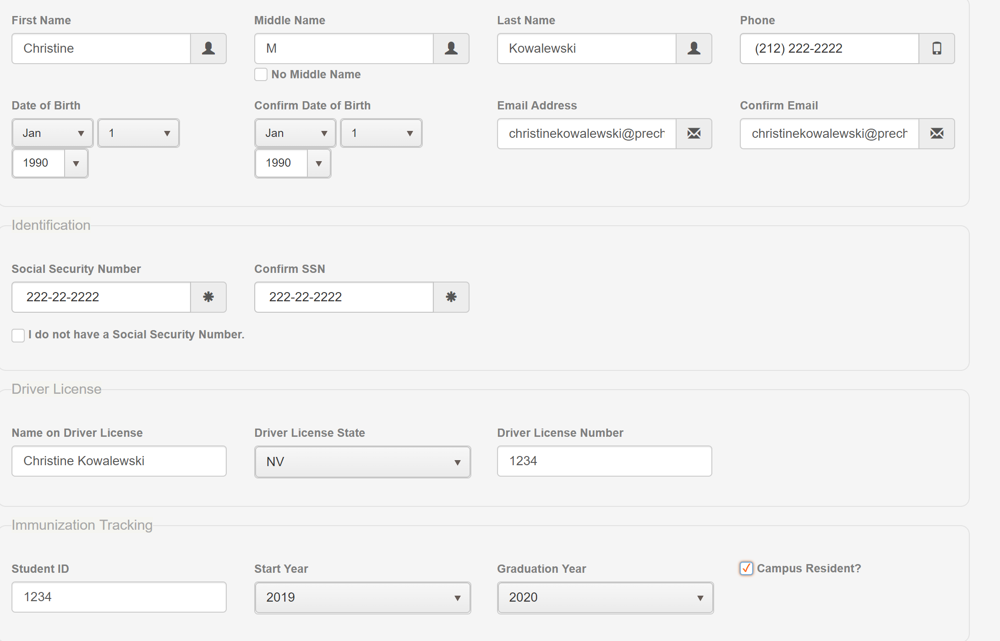 First Name Middle Name Last Name Phone
Christine M Kowalewski (212) 222-2222
No Middle Name
Date of Birth Confirm Date of Birth Email Address Confirm Email
Jan 1 Jan 1 christinekowalewski@prech christinekowalewski@prech
1990 1990
Identification
Social Security Number Confirm SSN
222-22-2222 222-22-2222
I do not have a Social Security Number.
Driver License
Name on Driver License Driver License State Driver License Number
Christine Kowalewski NV 1234
Immunization Tracking
Student ID Start Year Graduation Year Campus Resident?
1234 2019 2020